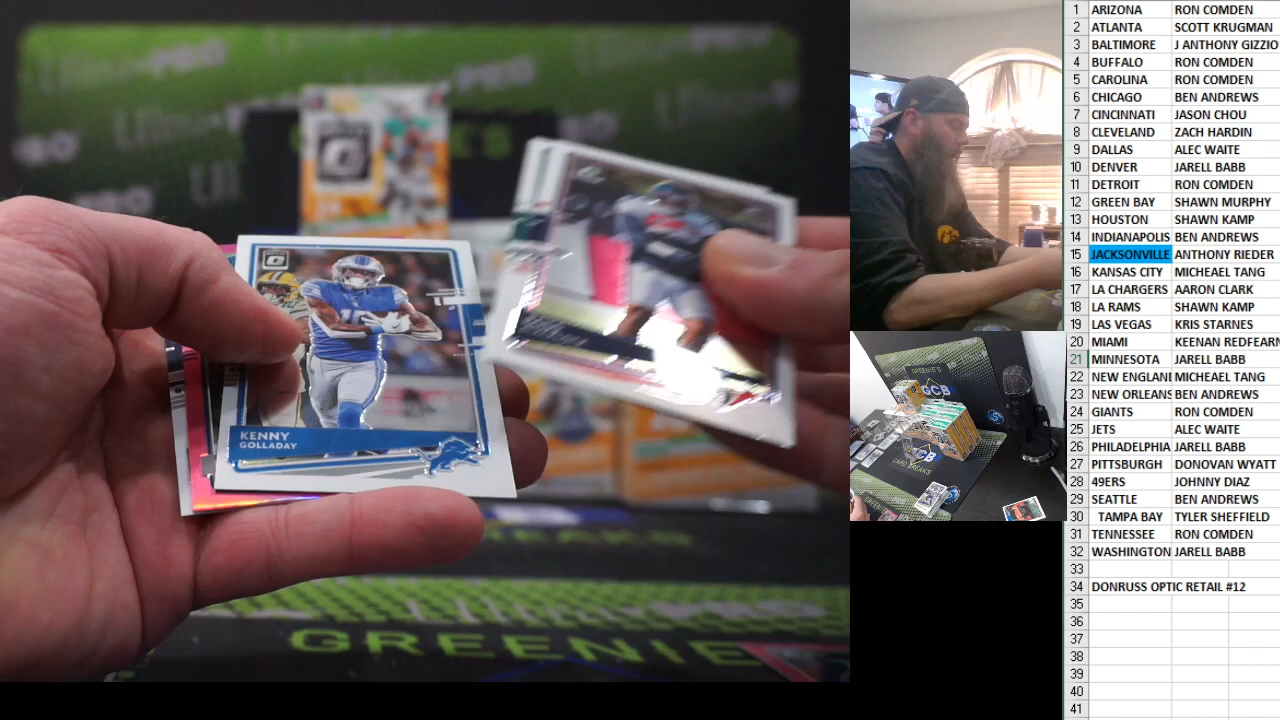 KENNY
GOLLADAY
GREENIE
GREENIE'S
GCB
GCB
CARD BREAKS
1 ARIZONA RON COMDEN
2 ATLANTA SCOTT KRUGMAN
3 BALTIMORE J ANTHONY GIZZIO
4 BUFFALO RON COMDEN
5 CAROLINA RON COMDEN
6 CHICAGO BEN ANDREWS
7 CINCINNATI JASON CHOU
8 CLEVELAND ZACH HARDIN
9 DALLAS ALEC WAITE
10 DENVER JARELL BABB
11 DETROIT RON COMDEN
12 GREEN BAY SHAWN MURPHY
13 HOUSTON SHAWN KAMP
14 INDIANAPOLIS BEN ANDREWS
15 JACKSONVILLE ANTHONY RIEDER
16 KANSAS CITY MICHEAEL TANG
17 LA CHARGERS AARON CLARK
18 LA RAMS SHAWN KAMP
19 LAS VEGAS KRIS STARNES
20 MIAMI KEENAN REDFEARN
21 MINNESOTA JARELL BABB
22 NEW ENGLAND MICHEAEL TANG
23 NEW ORLEANS BEN ANDREWS
24 GIANTS RON COMDEN
25 JETS ALEC WAITE
26 PHILADELPHIA JARELL BABB
27 PITTSBURGH DONOVAN WYATT
28 49ERS JOHNNY DIAZ
29 SEATTLE BEN ANDREWS
30 TAMPA BAY TYLER SHEFFIELD
31 TENNESSEE RON COMDEN
32 WASHINGTON JARELL BABB
33
34 DONRUSS OPTIC RETAIL #12
35
36
37
38
39
40
41